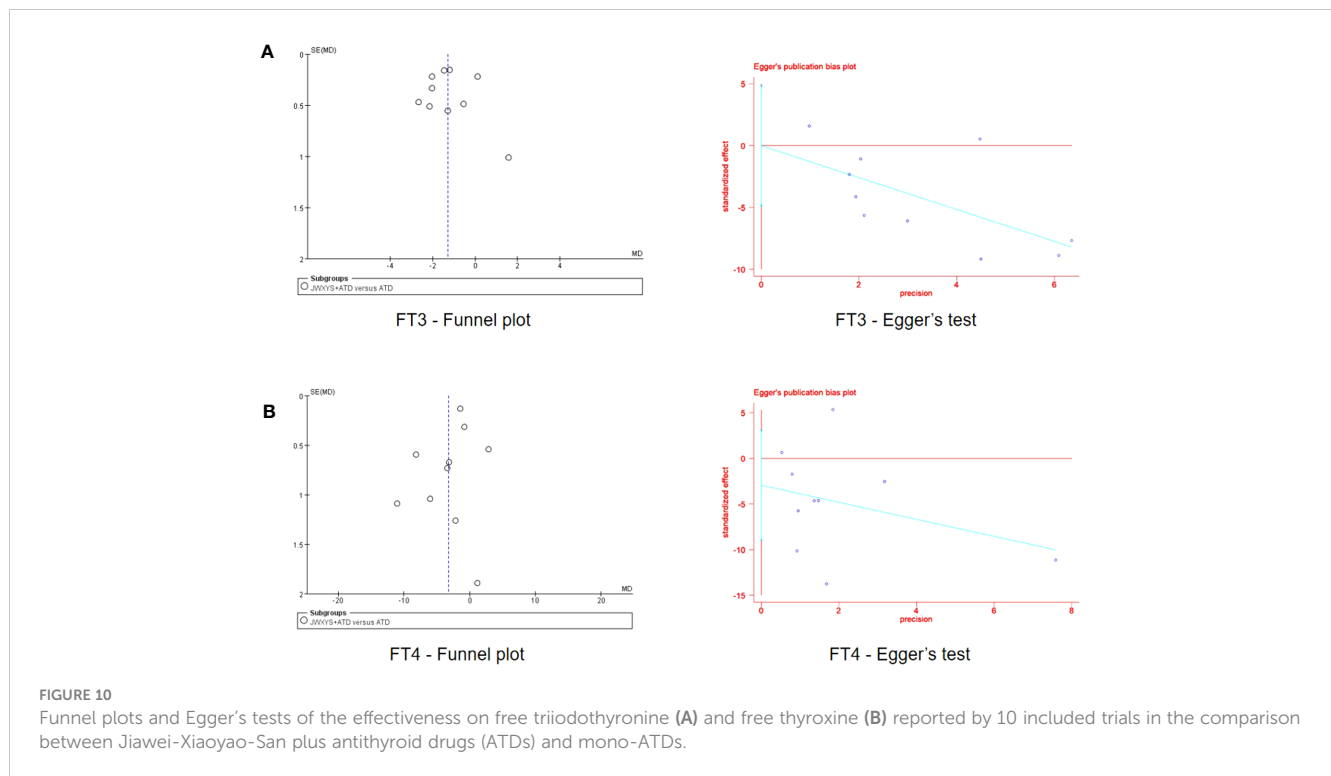 A
SE(MD)
0
0.5
1
1.5
2
-4
-2
0
2
4
MD
Subgroups
JWXYS+ATD versus ATD
FT3 - Funnel plot
Egger's publication bias plot
standardized effect
5
0
-5
-10
0
2
4
6
precision
FT3 - Egger's test
B
SE(MD)
0
0.5
1
1.5
2
-20
-10
0
10
20
MD
Subgroups
JWXYS+ATD versus ATD
FT4 - Funnel plot
Egger's publication bias plot
standardized effect
5
0
-5
-10
-15
0
2
4
6
8
precision
FT4 - Egger's test
FIGURE 10
Funnel plots and Egger's tests of the effectiveness on free triiodothyronine (A) and free thyroxine (B) reported by 10 included trials in the comparison
between Jiawei-Xiaoyao-San plus antithyroid drugs (ATDs) and mono-ATDs.